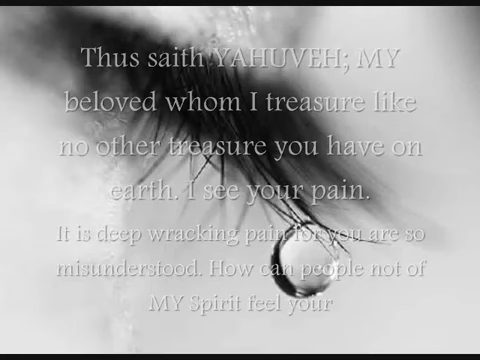 Thus saith YAHUVEH; MY
beloved whom I treasure like
no other treasure you have on
earth. I see your pain.
It is deep wracking pain for you are so
misunderstood. How can people not of
MY Spirit feel your